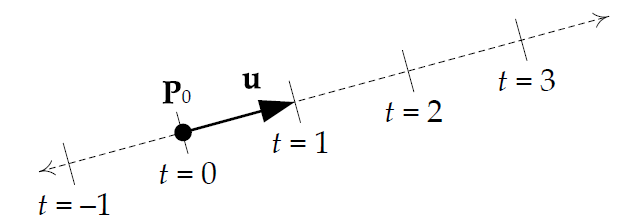 u
P0
t = 3
t = 2
t = 1
t = 0
t = –1